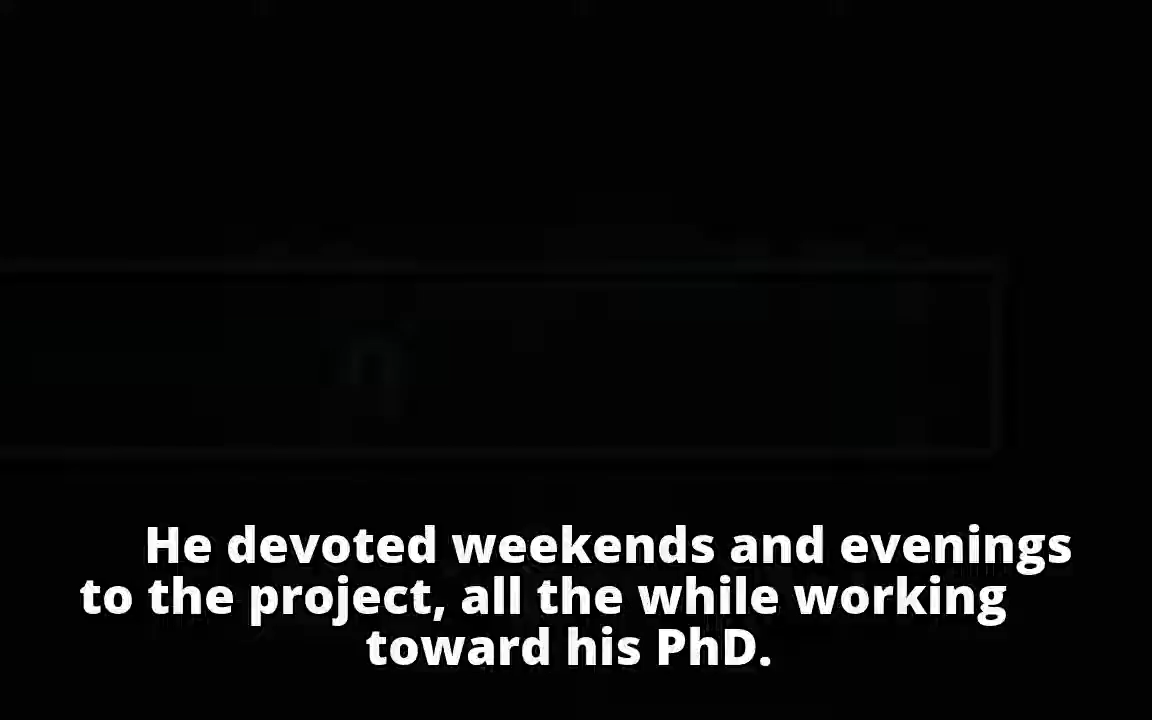 He devoted weekends and evenings
to the project, all the while working
toward his PhD.